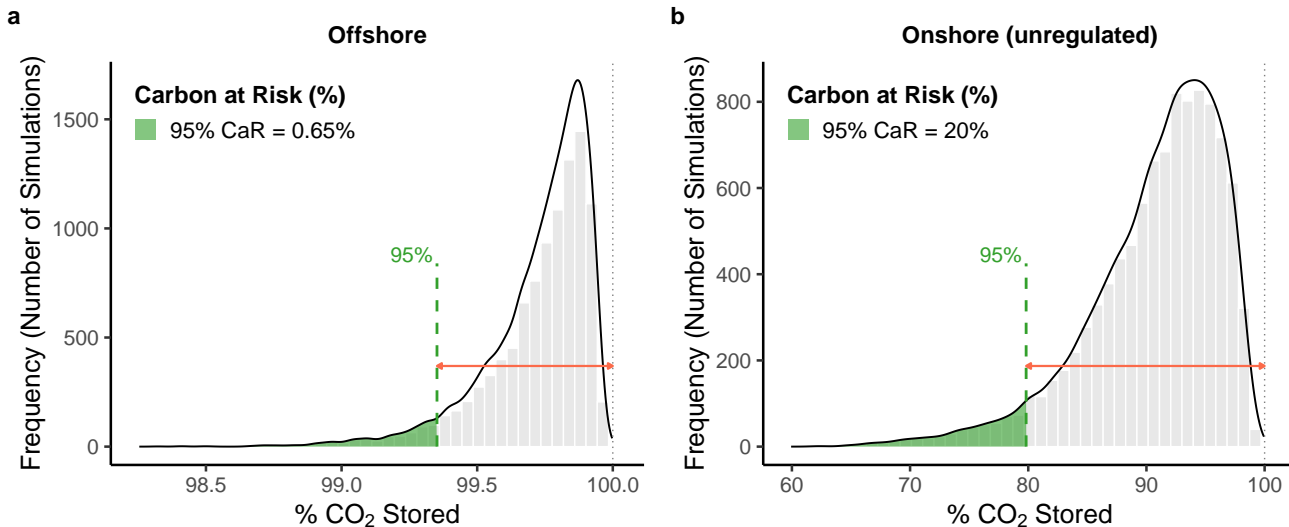 a
Offshore
Frequency (Number of Simulations)
Carbon at Risk (%)
95% CaR = 0.65%
95%
1500
1000
500
0
98.5 99.0 99.5 100.0
% CO₂ Stored
b
Onshore (unregulated)
Frequency (Number of Simulations)
Carbon at Risk (%)
95% CaR = 20%
95%
800
600
400
200
0
60 70 80 90 100
% CO₂ Stored